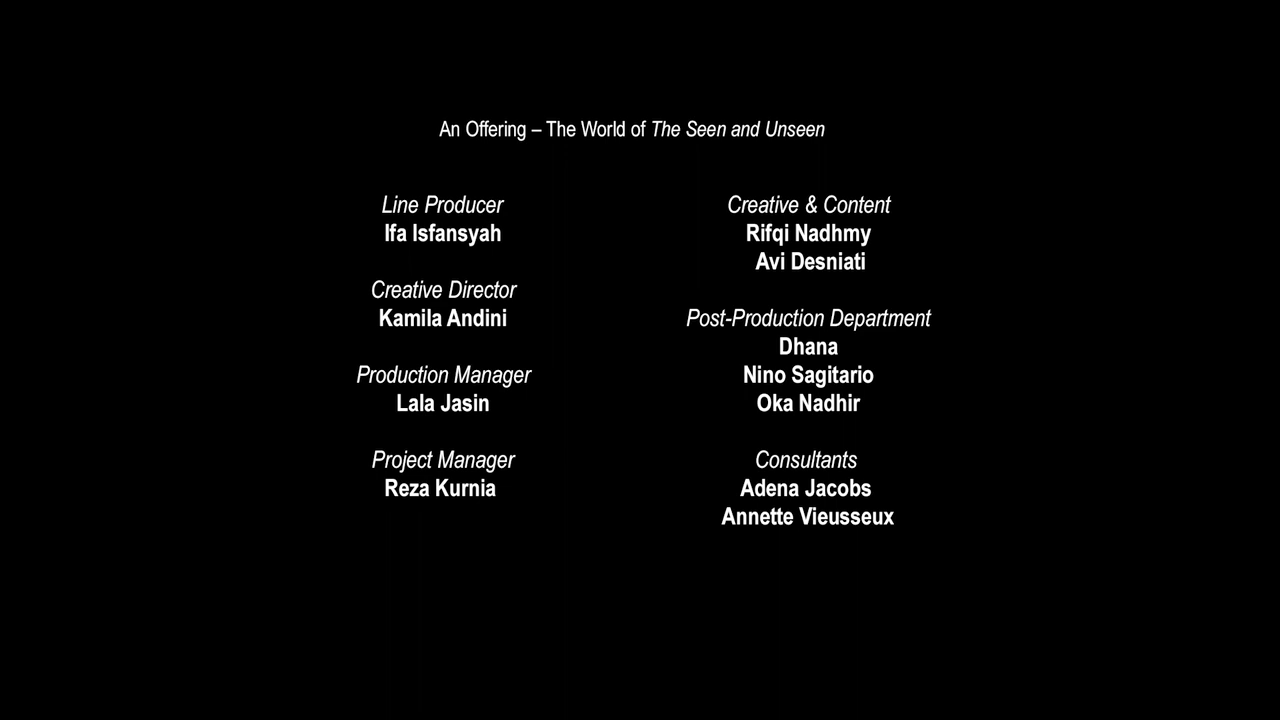 An Offering – The World of The Seen and Unseen
Line Producer
Ifa Isfansyah
Creative Director
Kamila Andini
Production Manager
Lala Jasin
Project Manager
Reza Kurnia
Creative & Content
Rifqi Nadhmy
Avi Desniati
Post-Production Department
Dhana
Nino Sagitario
Oka Nadhir
Consultants
Adena Jacobs
Annette Vieusseux